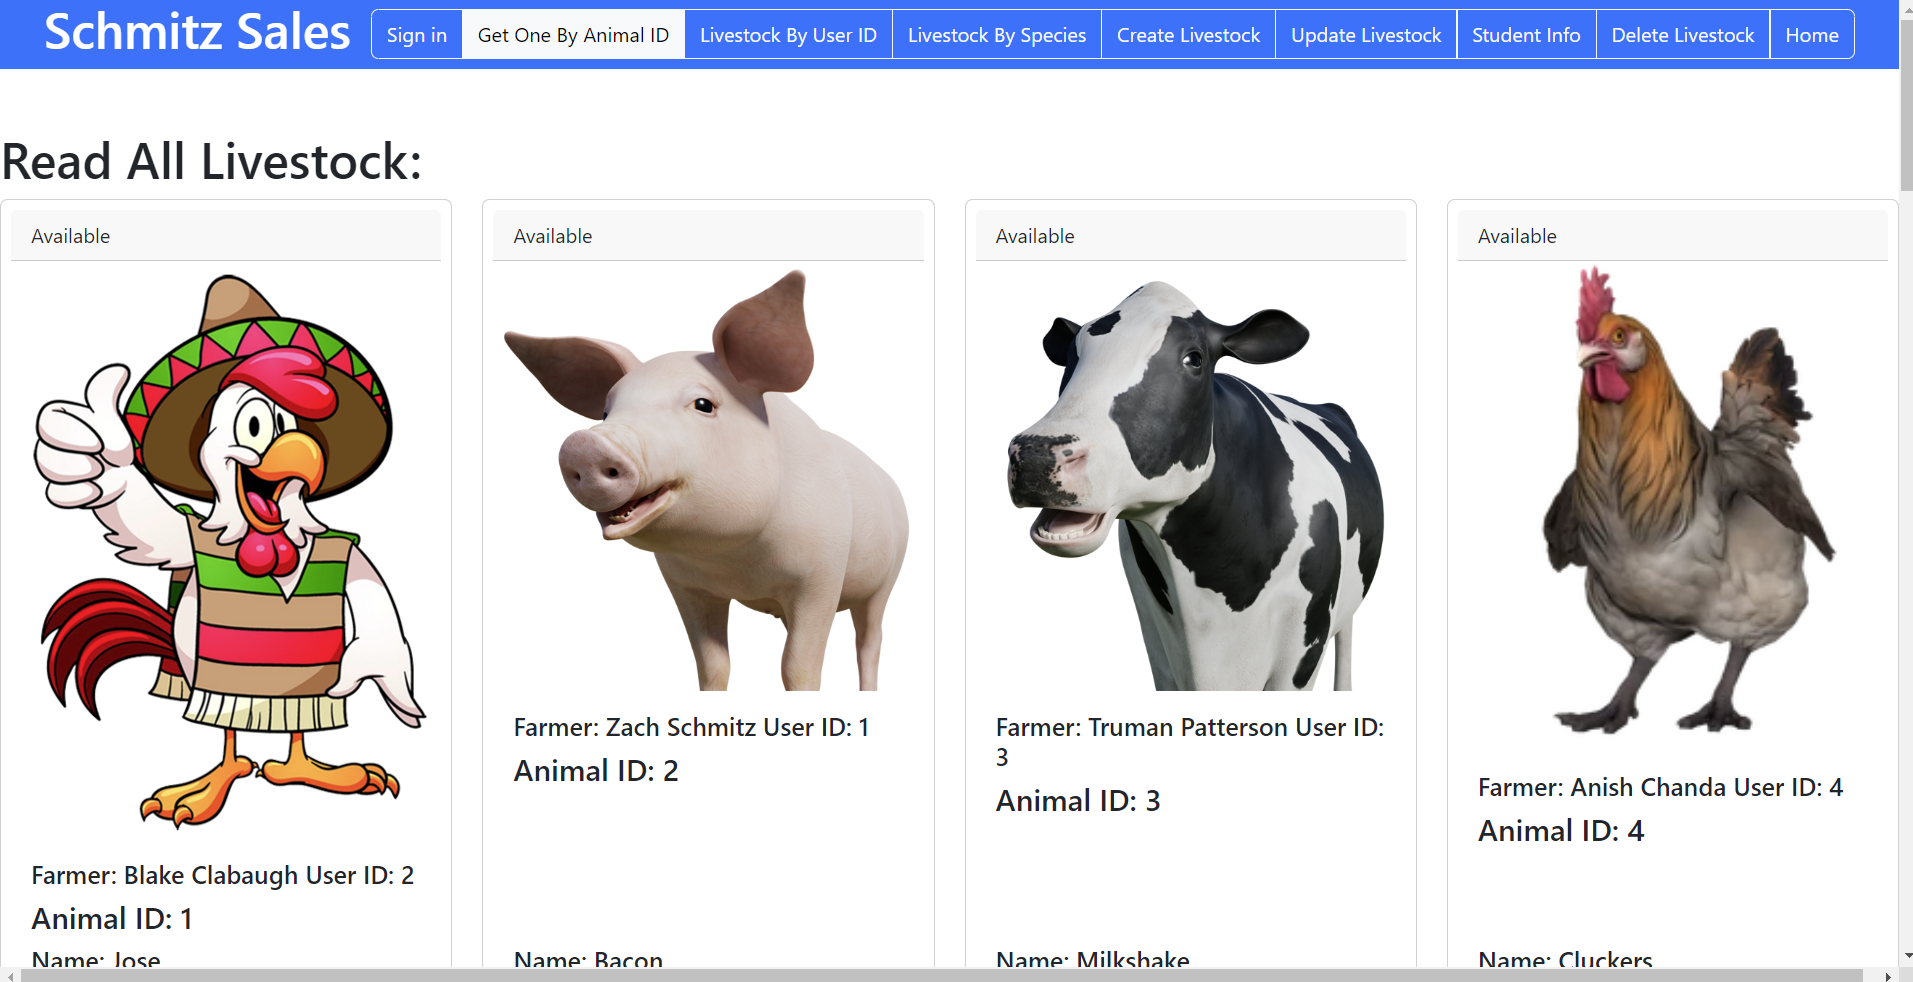 Schmitz Sales
Sign in
Get One By Animal ID
Livestock By User ID
Livestock By Species
Create Livestock
Update Livestock
Student Info
Delete Livestock
Home
Read All Livestock:
Available
Farmer: Blake Clabaugh User ID: 2
Animal ID: 1
Name: Jose
Available
Farmer: Zach Schmitz User ID: 1
Animal ID: 2
Name: Bacon
Available
Farmer: Truman Patterson User ID:
3
Animal ID: 3
Name: Milkshake
Available
Farmer: Anish Chanda User ID: 4
Animal ID: 4
Name: Cluckers